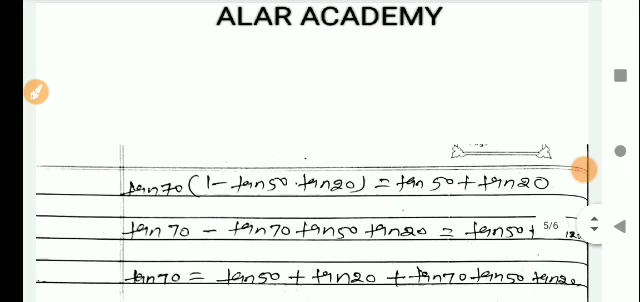 ALAR ACADEMY
tan70 (1 - tan50 . tan20) = tan50 + tan20
tan70 - tan70 tan50 tan20 = tan50 +
5/6
tan70 = tan50 + tan20 + tan70 tan50 tan20